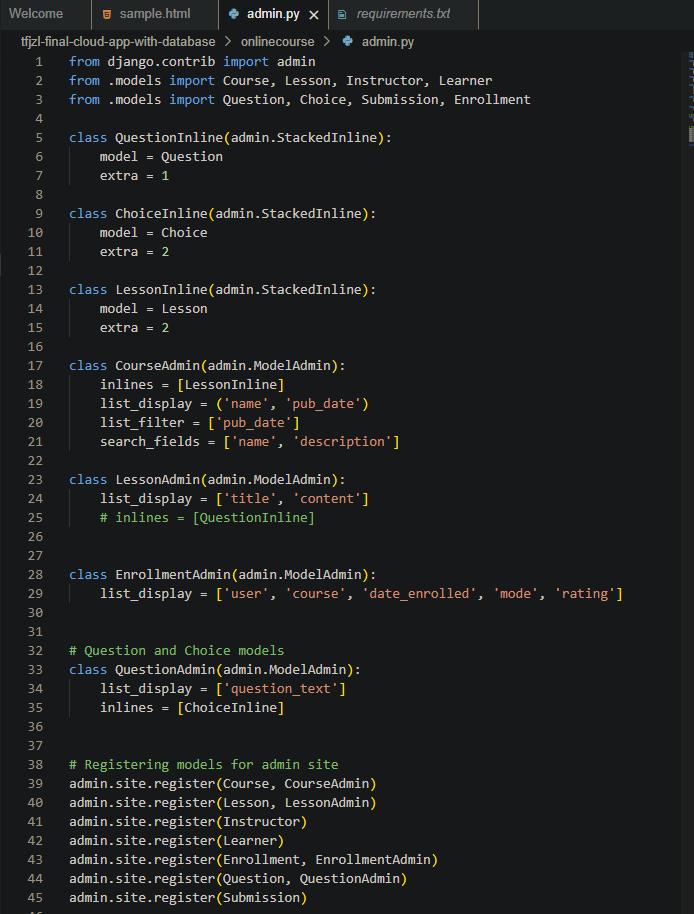 Welcome sample.html admin.py requirements.txt
tfjzl-final-cloud-app-with-database > onlinecourse > admin.py
1 from django.contrib import admin
2 from .models import Course, Lesson, Instructor, Learner
3 from .models import Question, Choice, Submission, Enrollment
4
5 class QuestionInline(admin.StackedInline):
6     model = Question
7     extra = 1
8
9 class ChoiceInline(admin.StackedInline):
10     model = Choice
11     extra = 2
12
13 class LessonInline(admin.StackedInline):
14     model = Lesson
15     extra = 2
16
17 class CourseAdmin(admin.ModelAdmin):
18     inlines = [LessonInline]
19     list_display = ('name', 'pub_date')
20     list_filter = ['pub_date']
21     search_fields = ['name', 'description']
22
23 class LessonAdmin(admin.ModelAdmin):
24     list_display = ['title', 'content']
25     # inlines = [QuestionInline]
26
27
28 class EnrollmentAdmin(admin.ModelAdmin):
29     list_display = ['user', 'course', 'date_enrolled', 'mode', 'rating']
30
31
32 # Question and Choice models
33 class QuestionAdmin(admin.ModelAdmin):
34     list_display = ['question_text']
35     inlines = [ChoiceInline]
36
37
38 # Registering models for admin site
39 admin.site.register(Course, CourseAdmin)
40 admin.site.register(Lesson, LessonAdmin)
41 admin.site.register(Instructor)
42 admin.site.register(Learner)
43 admin.site.register(Enrollment, EnrollmentAdmin)
44 admin.site.register(Question, QuestionAdmin)
45 admin.site.register(Submission)